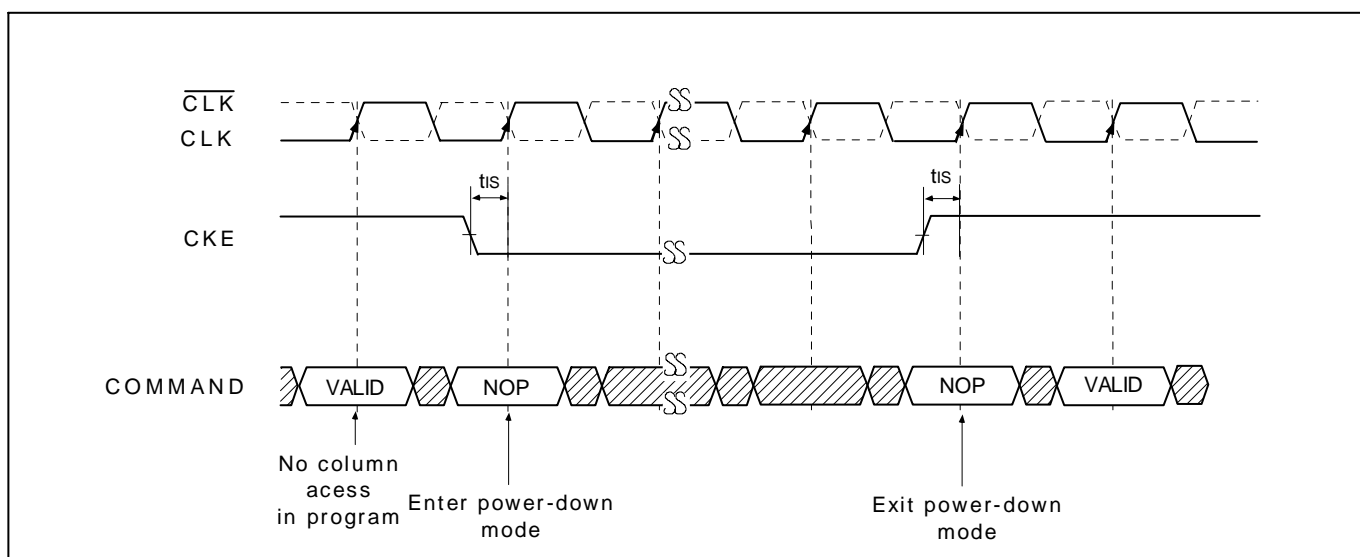 CLK
CLK
tIS
tIS
CKE
COMMAND
VALID
NOP
NOP
VALID
No column
acess
in program
Enter power-down
mode
Exit power-down
mode